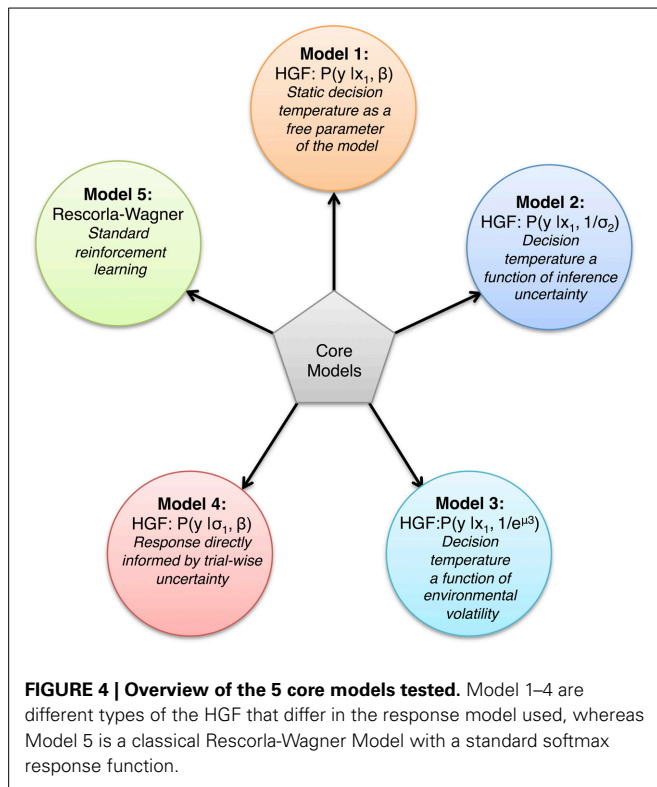 Model 1:
HGF: P(y |x₁, β)
Static decision
temperature as a
free parameter
of the model
Model 5:
Rescorla-Wagner
Standard
reinforcement
learning
Model 2:
HGF: P(y |x₁, 1/σ₂)
Decision
temperature a
function of inference
uncertainty
Core
Models
Model 4:
HGF: P(y |σ₁, β)
Response directly
informed by trial-wise
uncertainty
Model 3:
HGF:P(y |x₁, 1/e^μ3)
Decision
temperature
a function of
environmental
volatility
FIGURE 4 | Overview of the 5 core models tested. Model 1–4 are
different types of the HGF that differ in the response model used, whereas
Model 5 is a classical Rescorla-Wagner Model with a standard softmax
response function.